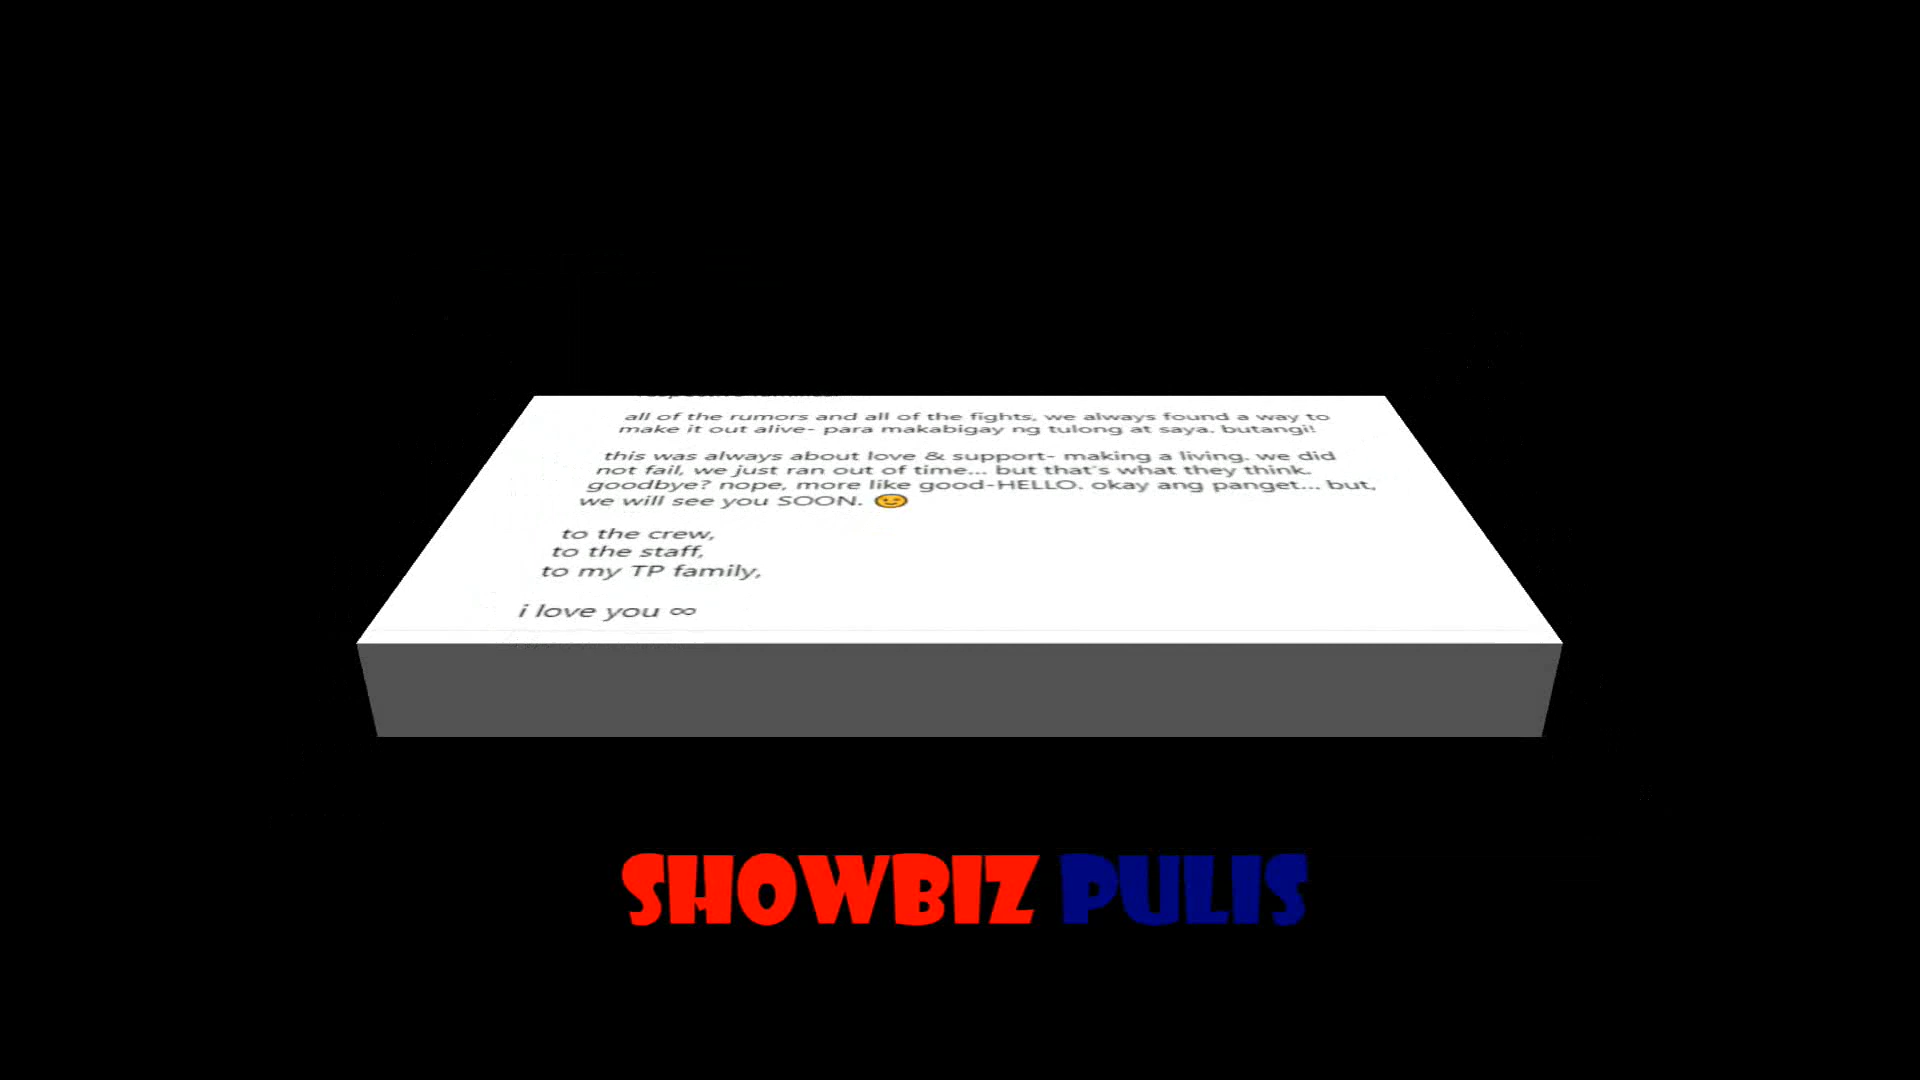 all of the rumors and all of the fights, we always found a way to
make it out alive- para makabigay ng tulong at saya. butangi!
this was always about love & support- making a living. we did
not fail, we just ran out of time... but that's what they think.
goodbye? nope, more like good-HELLO. okay ang panget... but,
we will see you SOON. 😉
to the crew,
to the staff,
to my TP family,
i love you ∞
SHOWBIZ PULIS